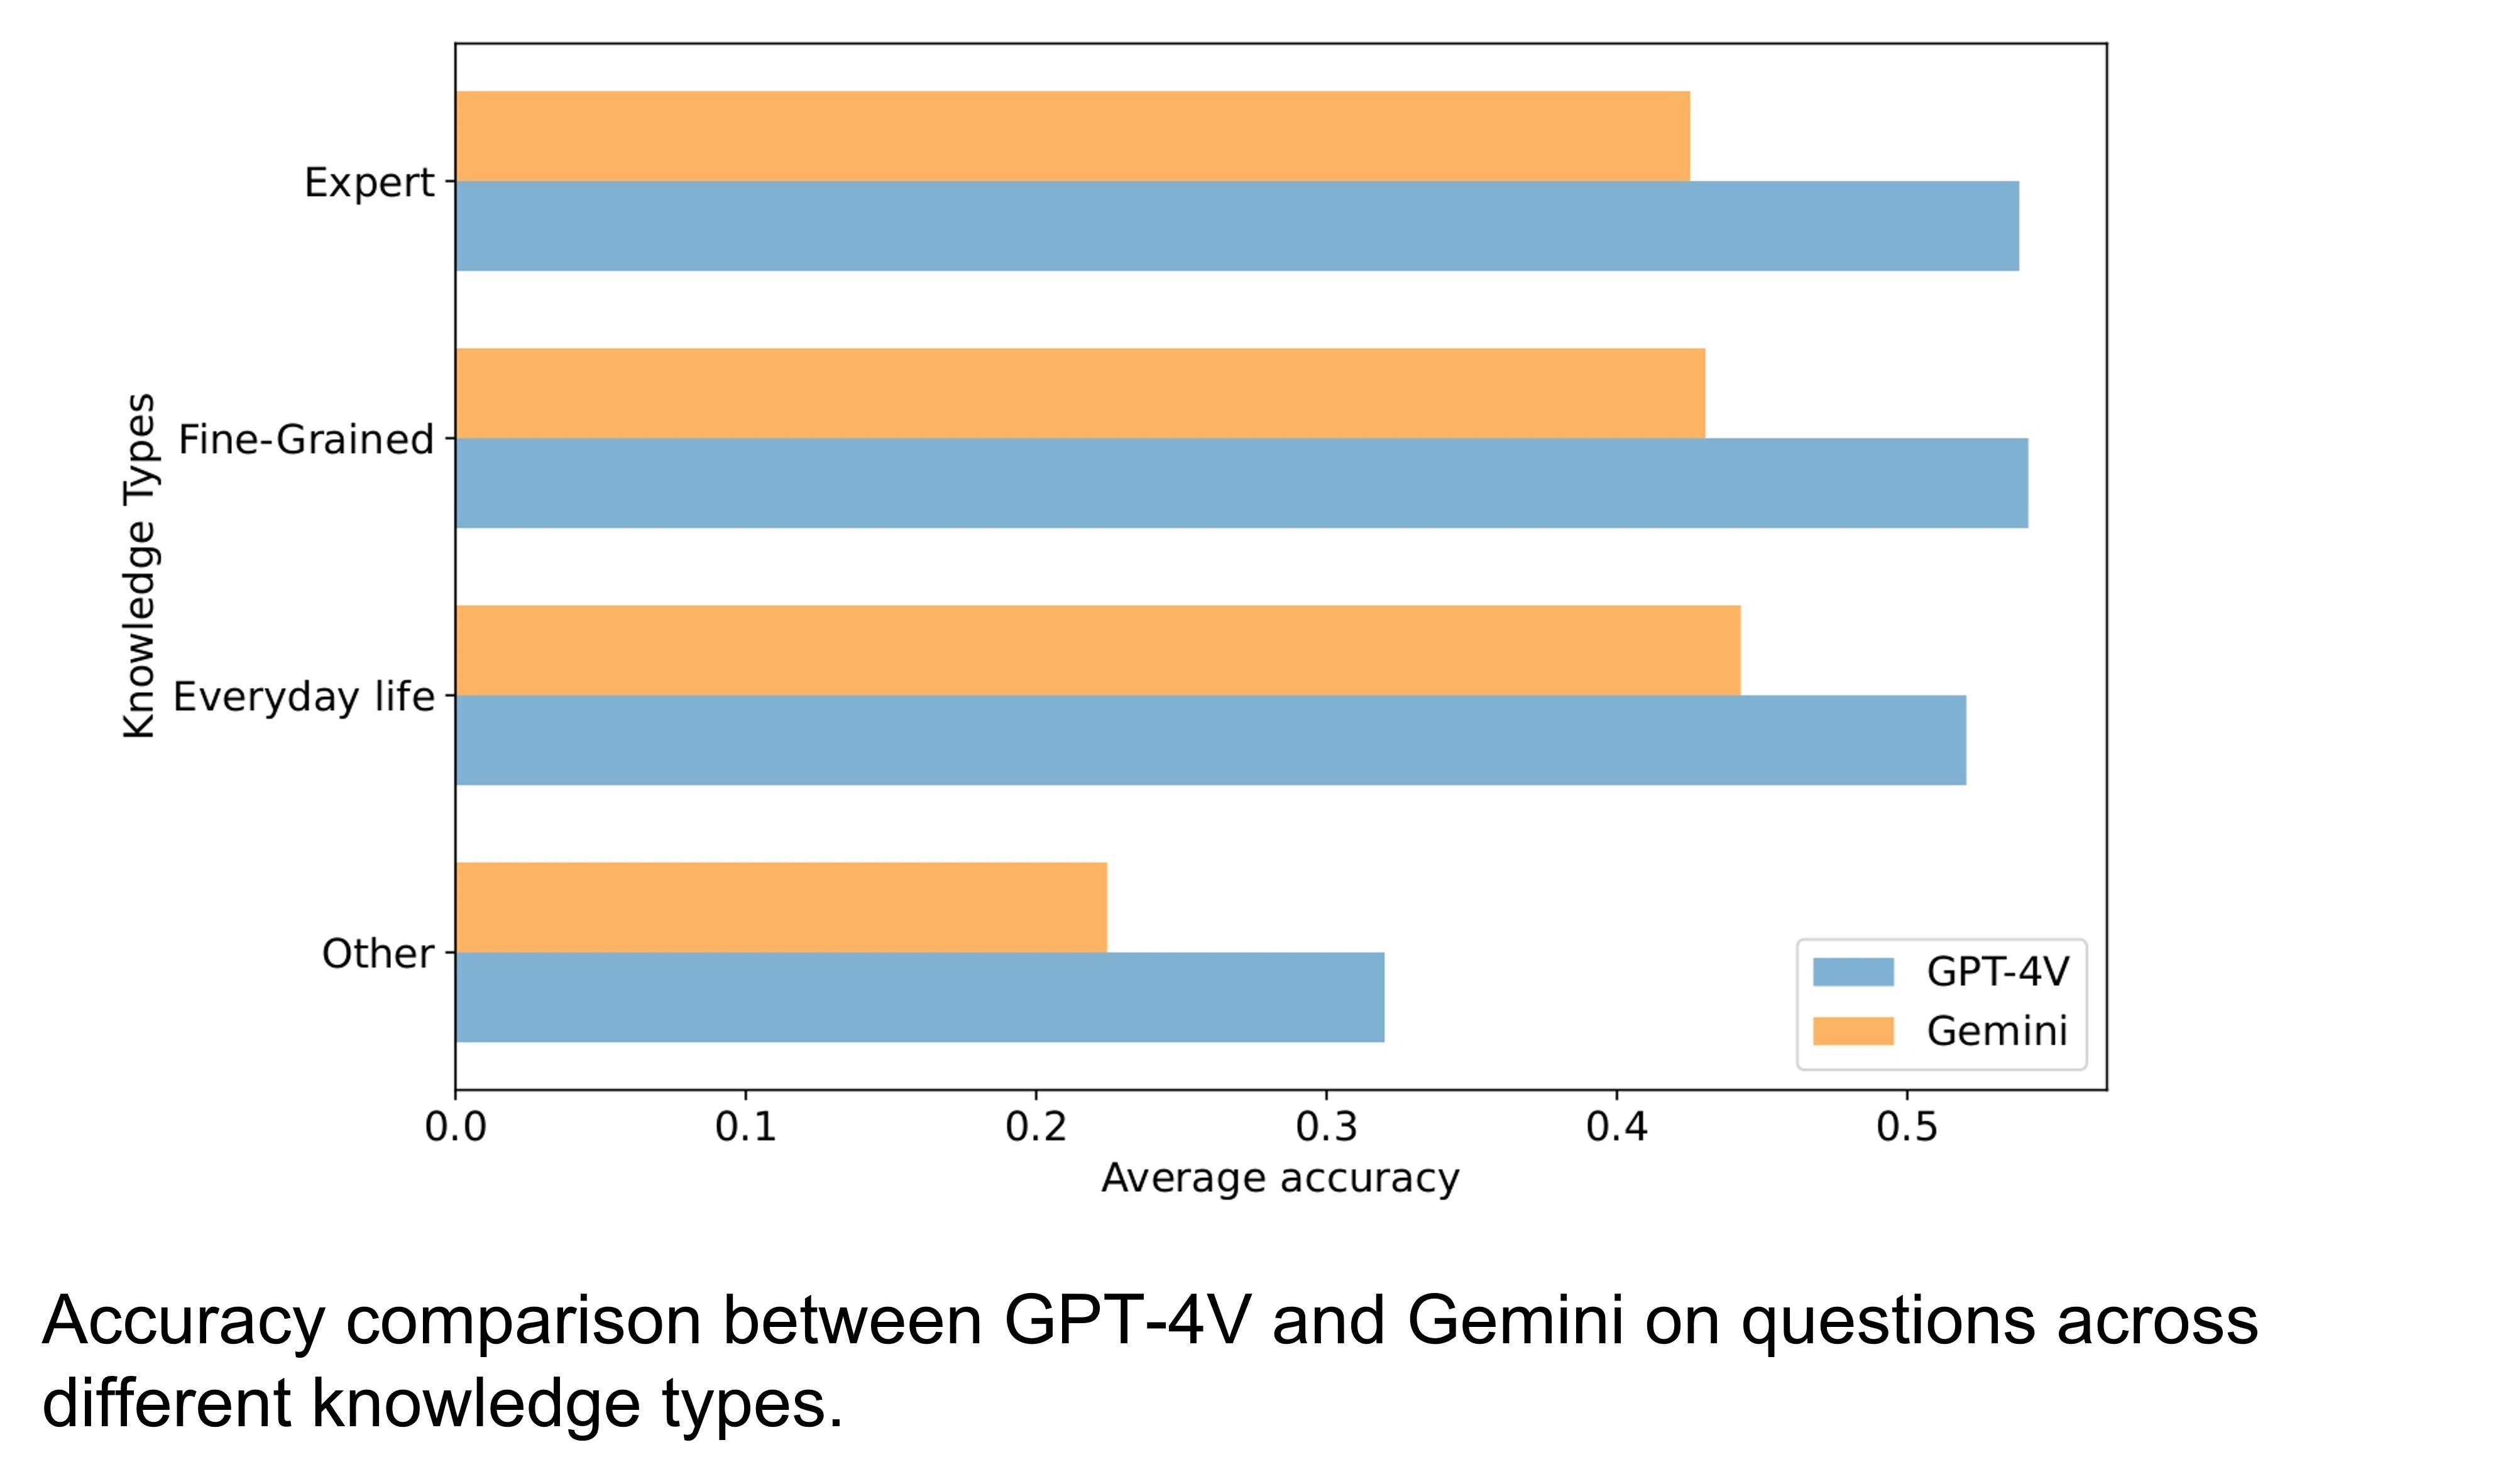 Knowledge Types
Expert
Fine-Grained
Everyday life
Other
GPT-4V
Gemini
0.0 0.1 0.2 0.3 0.4 0.5
Average accuracy
Accuracy comparison between GPT-4V and Gemini on questions across
different knowledge types.